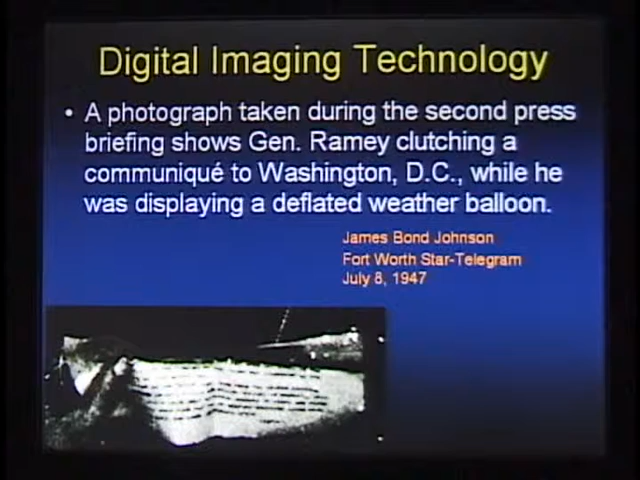 Digital Imaging Technology
• A photograph taken during the second press
briefing shows Gen. Ramey clutching a
communiqué to Washington, D.C., while he
was displaying a deflated weather balloon.
James Bond Johnson
Fort Worth Star-Telegram
July 8, 1947